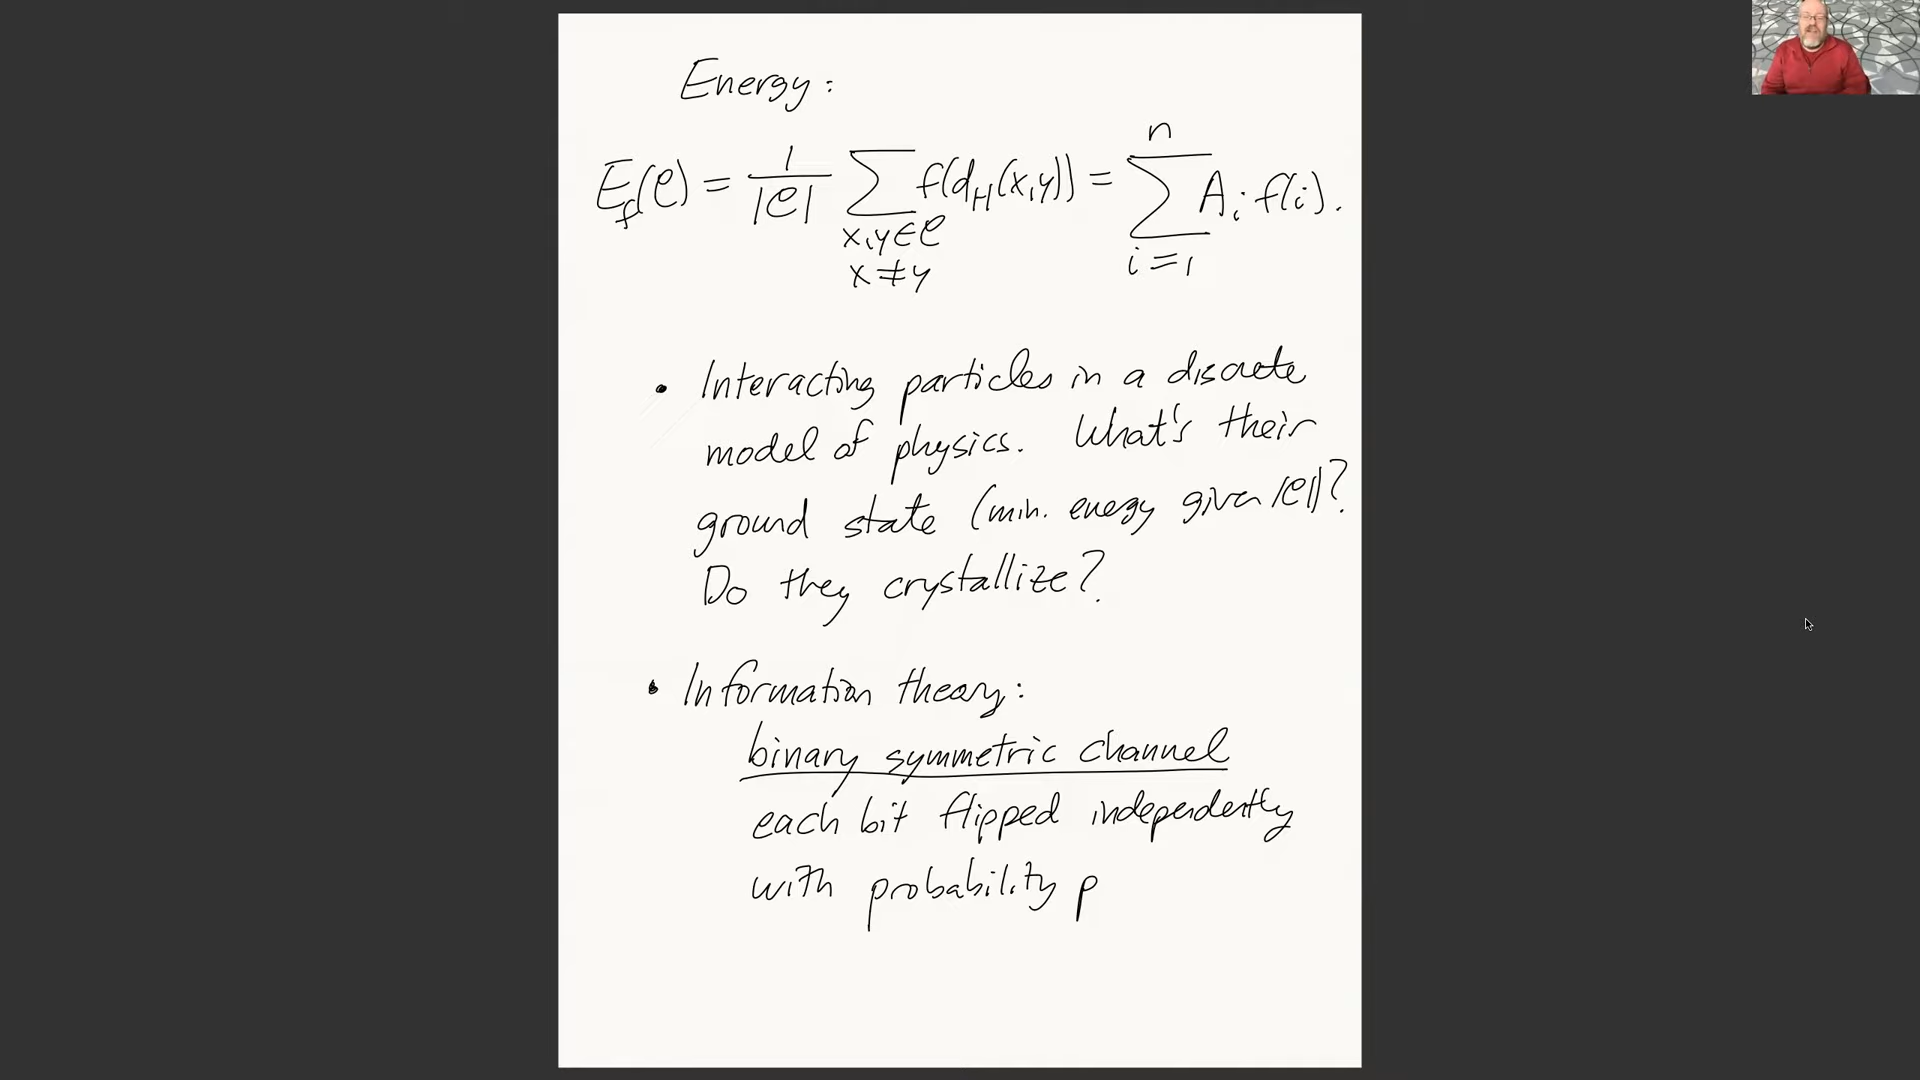 Energy:
E_f(C) = 1/|C| ∑_{x,y∈C, x≠y} f(d_H(x,y)) = ∑_{i=1}^{n} A_i f(i).
• Interacting particles in a discrete
model of physics. What's their
ground state (min. energy given |C|)?
Do they crystallize?
• Information theory:
binary symmetric channel
each bit flipped independently
with probability p